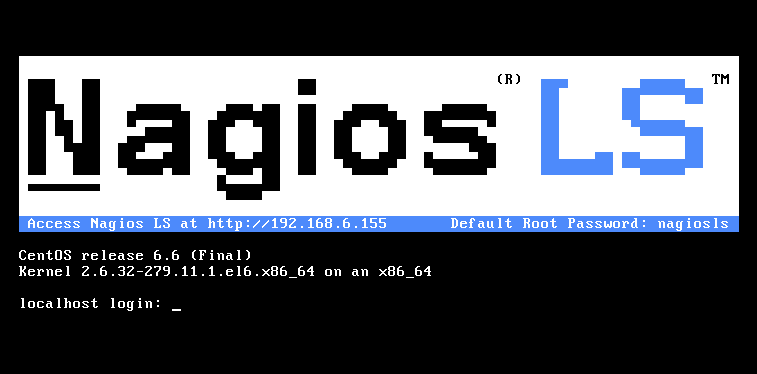 Nagios (R) LS TM
Access Nagios LS at http://192.168.6.155 Default Root Password: nagiosls
CentOS release 6.6 (Final)
Kernel 2.6.32-279.11.1.el6.x86_64 on an x86_64
localhost login: _